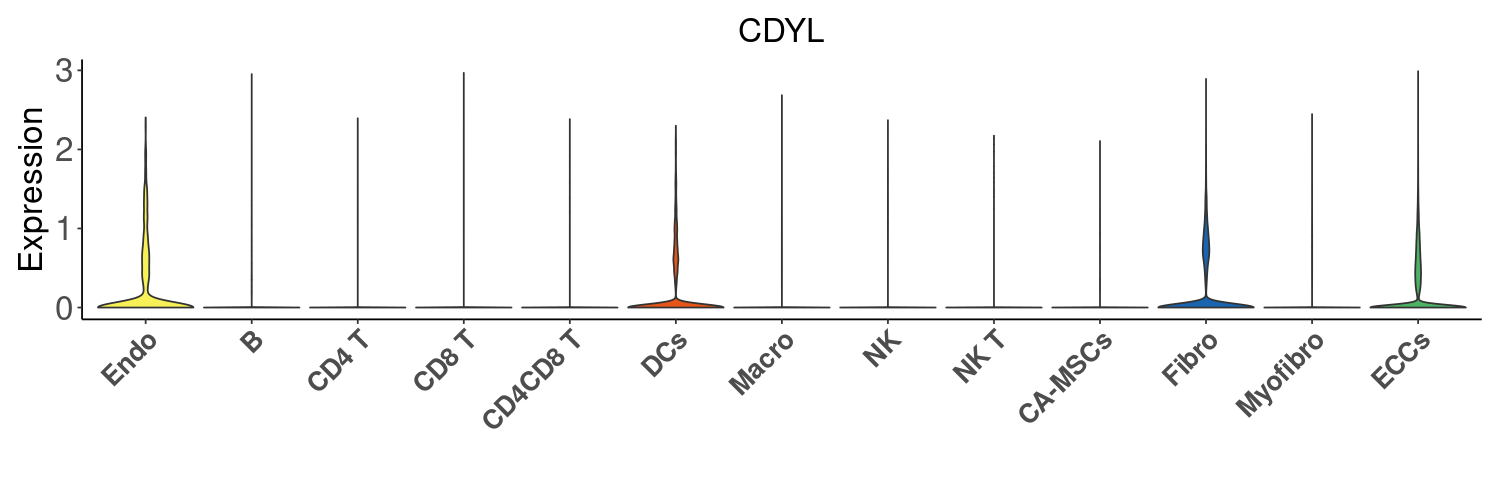 CDYL
Expression
3
2
1
0
Endo
B
CD4 T
CD8 T
CD4CD8 T
DCs
Macro
NK
NK T
CA-MSCs
Fibro
Myofibro
ECCs